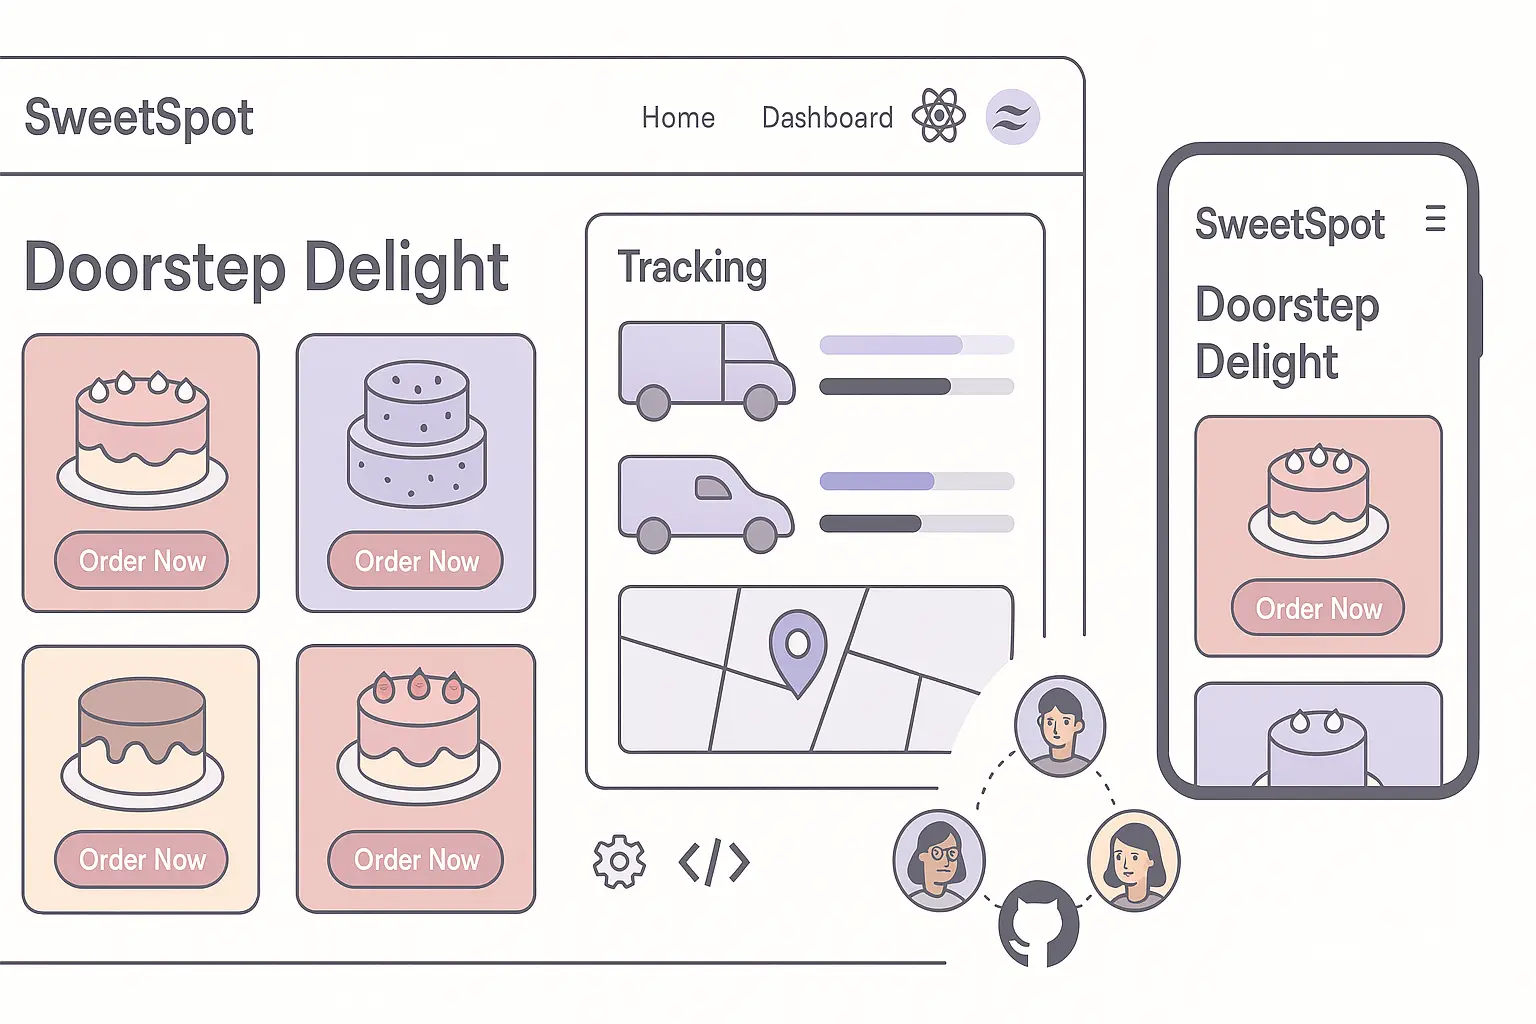 SweetSpot
Home
Dashboard
Doorstep Delight
Order Now
Order Now
Order Now
Order Now
Tracking
SweetSpot
Doorstep
Delight
Order Now